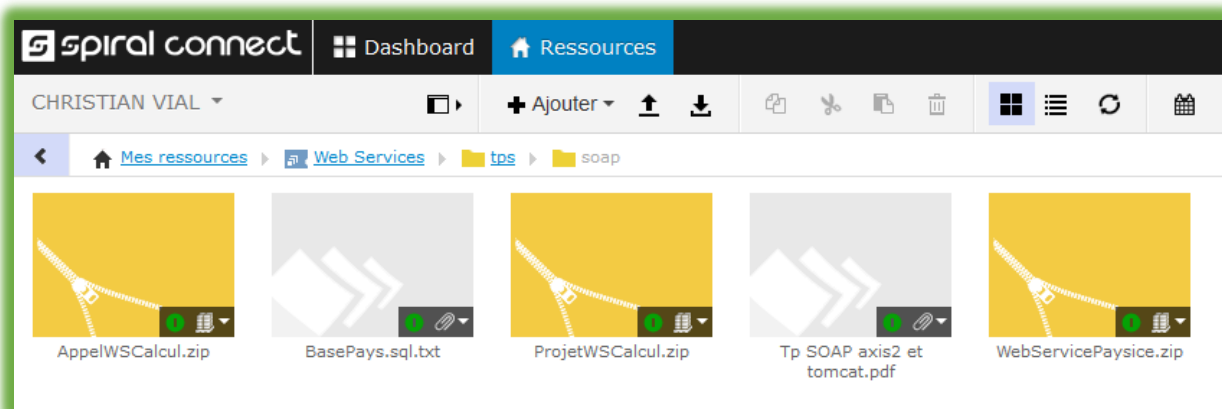 spiral connect Dashboard Ressources
CHRISTIAN VIAL Ajouter
Mes ressources Web Services tps soap
AppelWSCalcul.zip BasePays.sql.txt ProjetWSCalcul.zip Tp SOAP axis2 et WebServicePaysice.zip
tomcat.pdf